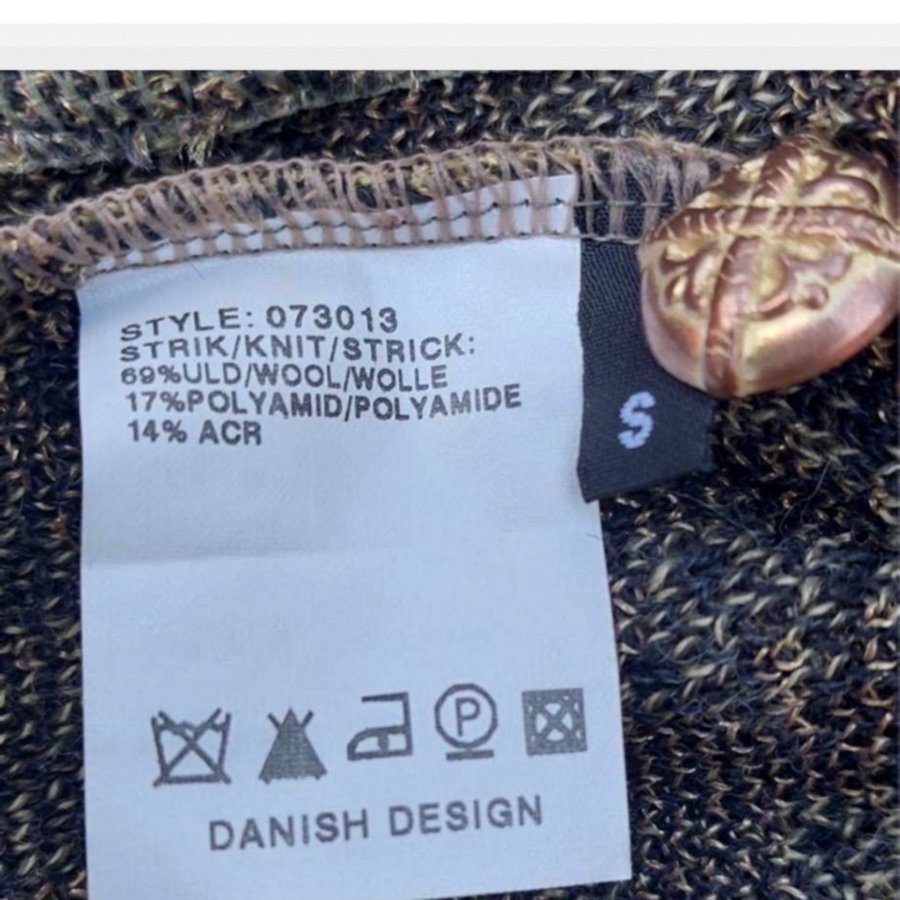 STYLE: 073013
STRIK/KNIT/STRICK:
69%ULD/WOOL/WOLLE
17%POLYAMID/POLYAMIDE
14% ACR
S
P
DANISH DESIGN